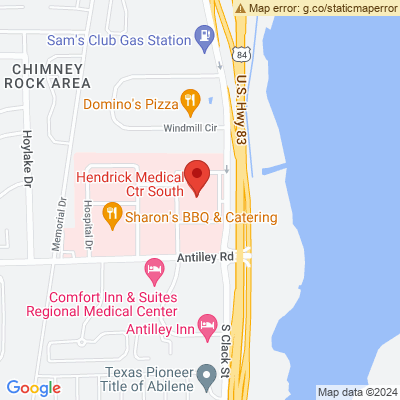 Map error: g.co/staticmaperror
Sam's Club Gas Station
84
U.S. Hwy 83
CHIMNEY
ROCK AREA
Domino's Pizza
Windmill Cir
Hoylake Dr
Hendrick Medical
Ctr South
Memorial Dr
Hospital Dr
Sharon's BBQ & Catering
Antilley Rd
Comfort Inn & Suites
Regional Medical Center
Antilley Inn
S Clack St
Texas Pioneer
Title of Abilene
Google
Map data ©2024